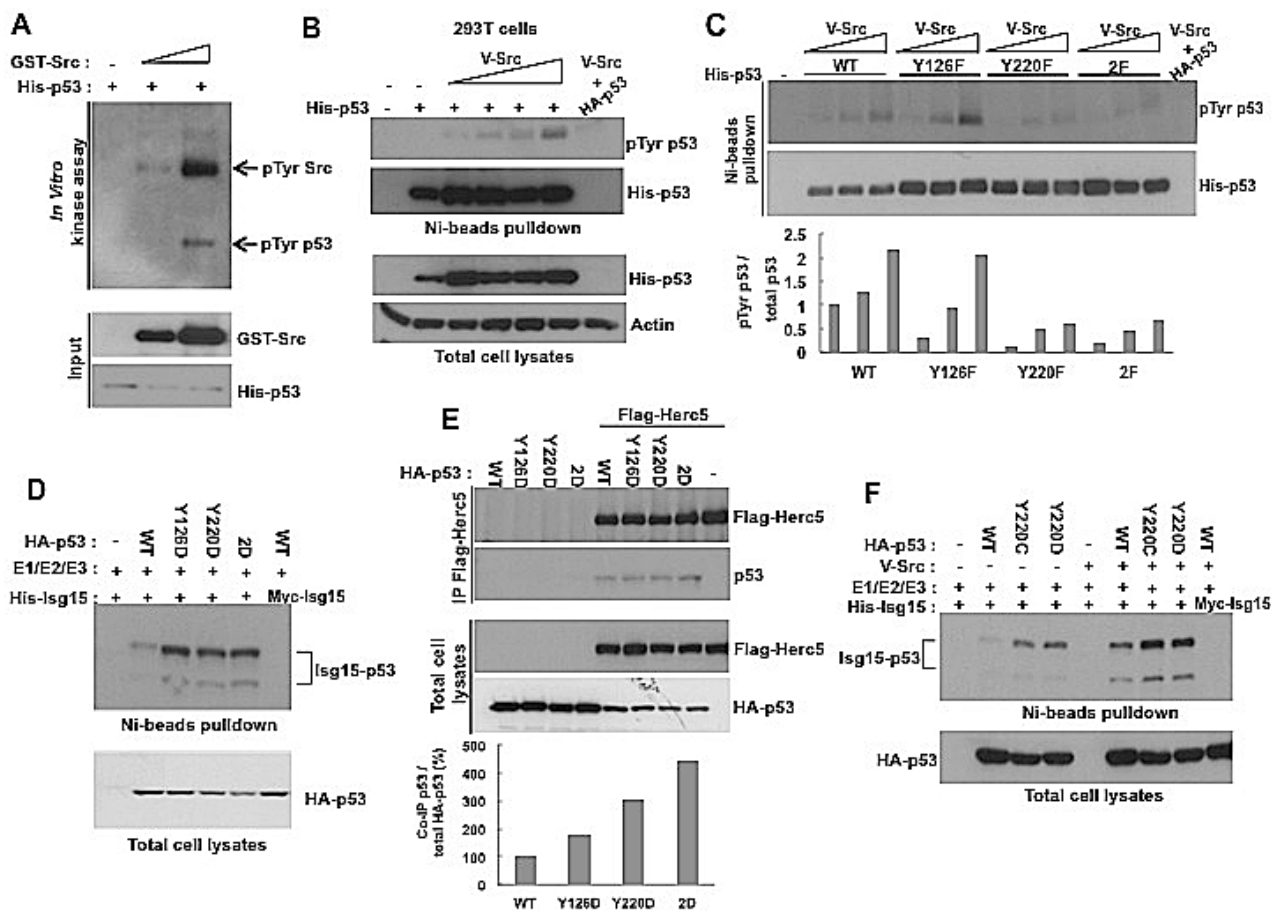 A
GST-Src : -
His-p53 : + + +
In Vitro
kinase assay
pTyr Src
pTyr p53
Input
GST-Src
His-p53
B
293T cells
V-Src
V-Src
+
HA-p53
- -
His-p53 : - + + + + +
pTyr p53
His-p53
Ni-beads pulldown
His-p53
Actin
Total cell lysates
C
V-Src V-Src V-Src V-Src V-Src
+
HA-p53
WT Y126F Y220F 2F
His-p53 : -
Ni-beads
pulldown
pTyr p53
His-p53
pTyr p53 /
total p53
2.5
2
1.5
1
0.5
0
WT Y126F Y220F 2F
D
HA-p53 : - WT Y126D Y220D 2D WT
E1/E2/E3 : + + + + + +
His-Isg15 : + + + + + Myc-Isg15
Isg15-p53
Ni-beads pulldown
HA-p53
Total cell lysates
E
Flag-Herc5
HA-p53 : WT Y126D Y220D 2D WT Y126D Y220D 2D -
IP Flag-Herc5
Flag-Herc5
p53
Total cell
lysates
Flag-Herc5
HA-p53
Co-IP p53 /
total HA-p53 (%)
500
400
300
200
100
0
WT Y126D Y220D 2D
F
HA-p53 : - WT Y220C Y220D - WT Y220C Y220D WT
V-Src : - - - - + + + + +
E1/E2/E3 : + + + + + + + + +
His-Isg15 : + + + + + + + + Myc-Isg15
Isg15-p53
Ni-beads pulldown
HA-p53
Total cell lysates